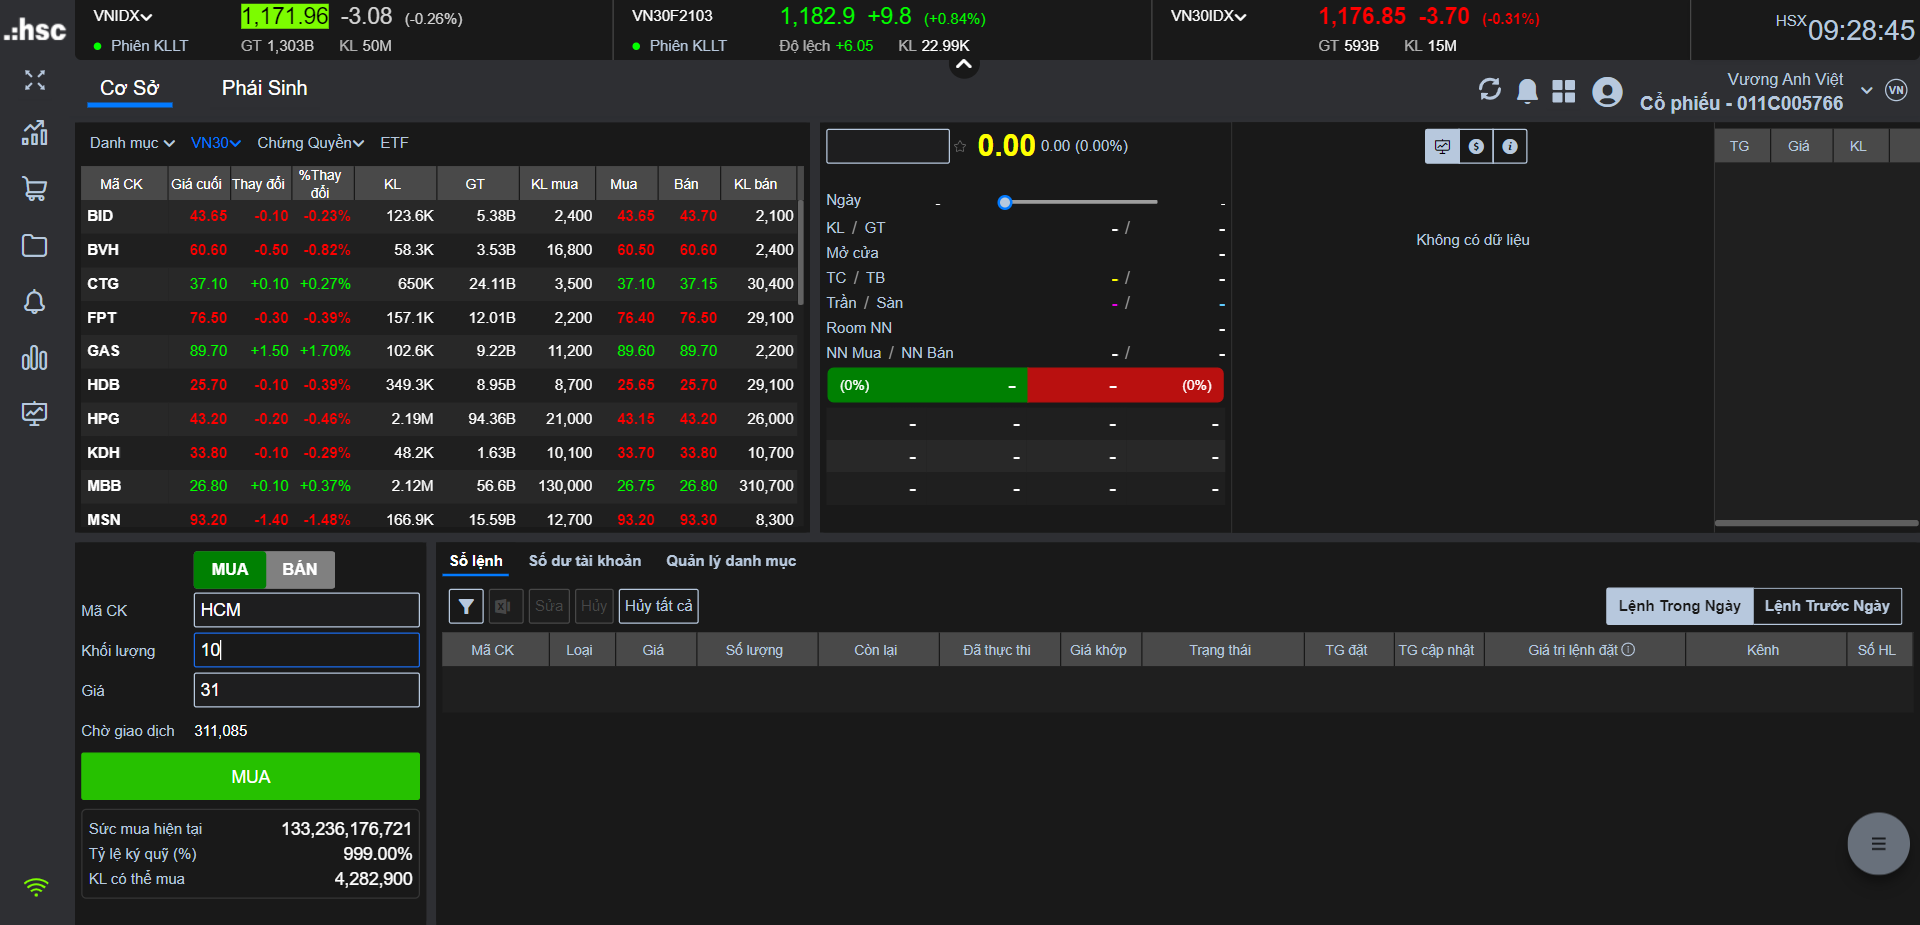 .:hsc
VNIDX
1,171.96 -3.08 (-0.26%)
Phiên KLLT
GT 1,303B KL 50M
VN30F2103
1,182.9 +9.8 (+0.84%)
Phiên KLLT
Độ lệch +6.05 KL 22.99K
VN30IDX
1,176.85 -3.70 (-0.31%)
GT 593B KL 15M
HSX 09:28:45
Cơ Sở Phái Sinh
Vương Anh Việt
Cổ phiếu - 011C005766
VN
Danh mục VN30 Chứng Quyền ETF
Mã CK Giá cuối Thay đổi %Thay đổi KL GT KL mua Mua Bán KL bán
BID 43.65 -0.10 -0.23% 123.6K 5.38B 2,400 43.65 43.70 2,100
BVH 60.60 -0.50 -0.82% 58.3K 3.53B 16,800 60.50 60.60 2,400
CTG 37.10 +0.10 +0.27% 650K 24.11B 3,500 37.10 37.15 30,400
FPT 76.50 -0.30 -0.39% 157.1K 12.01B 2,200 76.40 76.50 29,100
GAS 89.70 +1.50 +1.70% 102.6K 9.22B 11,200 89.60 89.70 2,200
HDB 25.70 -0.10 -0.39% 349.3K 8.95B 8,700 25.65 25.70 29,100
HPG 43.20 -0.20 -0.46% 2.19M 94.36B 21,000 43.15 43.20 26,000
KDH 33.80 -0.10 -0.29% 48.2K 1.63B 10,100 33.70 33.80 10,700
MBB 26.80 +0.10 +0.37% 2.12M 56.6B 130,000 26.75 26.80 310,700
MSN 93.20 -1.40 -1.48% 166.9K 15.59B 12,700 93.20 93.30 8,300
0.00 0.00 (0.00%)
Ngày - -
KL / GT - / -
Mở cửa -
TC / TB - / -
Trần / Sàn - / -
Room NN -
NN Mua / NN Bán - / -
(0%) - - (0%)
- - - -
- - - -
- - - -
$ i
Không có dữ liệu
TG Giá KL
MUA BÁN
Mã CK HCM
Khối lượng 10
Giá 31
Chờ giao dịch 311,085
MUA
Sức mua hiện tại 133,236,176,721
Tỷ lệ ký quỹ (%) 999.00%
KL có thể mua 4,282,900
Sổ lệnh Số dư tài khoản Quản lý danh mục
Sửa Hủy Hủy tất cả
Lệnh Trong Ngày Lệnh Trước Ngày
Mã CK Loại Giá Số lượng Còn lại Đã thực thi Giá khớp Trạng thái TG đặt TG cập nhật Giá trị lệnh đặt Kênh Số HL